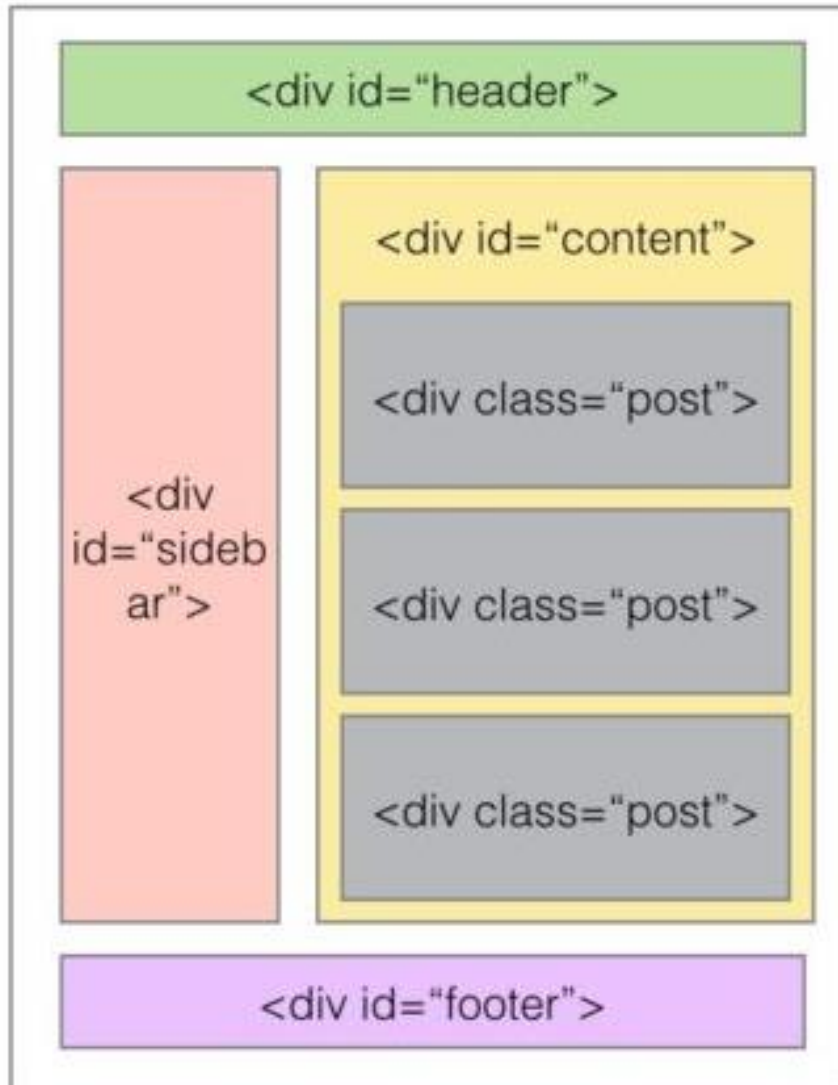 <div id=“header”>
<div id=“content”>
<div class=“post”>
<div
id=“sideb
ar”>
<div class=“post”>
<div class=“post”>
<div id=“footer”>